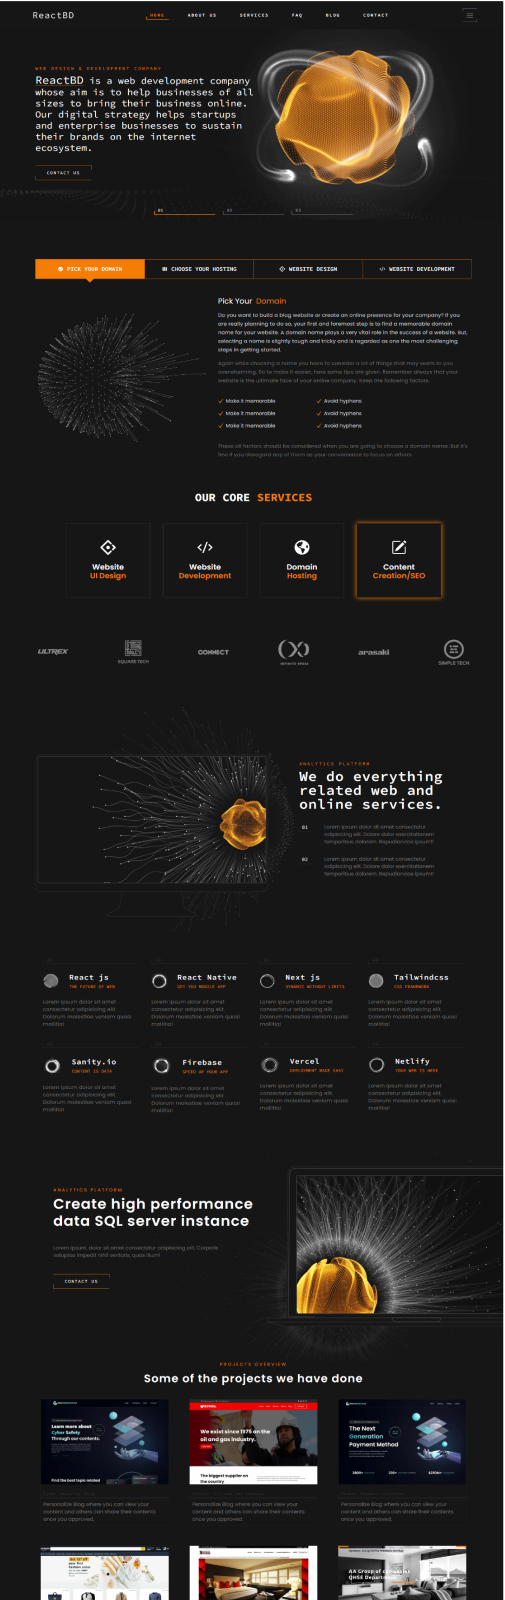 ReactBD
HOME
ABOUT US
SERVICES
FAQ
BLOG
CONTACT
WEB DESIGN & DEVELOPMENT COMPANY
ReactBD is a web development company
whose aim is to help businesses of all
sizes to bring their business online.
Our digital strategy helps startups
and enterprise businesses to sustain
their brands on the internet
ecosystem.
CONTACT US
01
02
03
PICK YOUR DOMAIN
CHOOSE YOUR HOSTING
WEBSITE DESIGN
WEBSITE DEVELOPMENT
Pick Your Domain
Do you want to build a blog website or create an online presence for your company? If you
are really planning to do so, your first and foremost step is to find a memorable domain
name for your website. A domain name plays a very vital role in the success of a website. But,
selecting a name is slightly tough and tricky and is regarded as one the most challenging
steps in getting started.
Again while choosing a name you have to consider a lot of things that may seem to you
overwhelming. So to make it easier, here some tips are given. Remember always that your
website is the ultimate face of your online company. Keep the following factors.
Make it memorable
Avoid hyphens
Make it memorable
Avoid hyphens
Make it memorable
Avoid hyphens
These all factors should be considered when you are going to choose a domain name. But it's
fine if you disregard any of them as your convenience to focus on others.
OUR CORE SERVICES
Website
UI Design
Website
Development
Domain
Hosting
Content
Creation/SEO
ULTREX
SQUARE TECH
CONNECT
INFINITE SPACE
arasaki
SIMPLE TECH
ANALYTICS PLATFORM
We do everything
related web and
online services.
01
Lorem ipsum dolor sit amet consectetur
adipisicing elit. Dolore dolor exercitationem
temporibus dolorem. Repudiandae ipsum!!
02
Lorem ipsum dolor sit amet consectetur
adipisicing elit. Dolore dolor exercitationem
temporibus dolorem. Repudiandae ipsum!!
React js
THE FUTURE OF WEB
Lorem ipsum dolor sit amet
consectetur adipisicing elit.
Dolorum molestiae veniam quasi
mollitia!
React Native
GET YOU MOBILE APP
Lorem ipsum dolor sit amet
consectetur adipisicing elit.
Dolorum molestiae veniam quasi
mollitia!
Next js
DYNAMIC WITHOUT LIMITS
Lorem ipsum dolor sit amet
consectetur adipisicing elit.
Dolorum molestiae veniam quasi
mollitia!
Tailwindcss
CSS FRAMEWORK
Lorem ipsum dolor sit amet
consectetur adipisicing elit.
Dolorum molestiae veniam quasi
mollitia!
Sanity.io
CONTENT IS DATA
Lorem ipsum dolor sit amet
consectetur adipisicing elit.
Dolorum molestiae veniam quasi
mollitia!
Firebase
SPEED UP YOUR APP
Lorem ipsum dolor sit amet
consectetur adipisicing elit.
Dolorum molestiae veniam quasi
mollitia!
Vercel
DEPLOYMENT MADE EASY
Lorem ipsum dolor sit amet
consectetur adipisicing elit.
Dolorum molestiae veniam quasi
mollitia!
Netlify
YOUR WEB IS HERE
Lorem ipsum dolor sit amet
consectetur adipisicing elit.
Dolorum molestiae veniam quasi
mollitia!
ANALYTICS PLATFORM
Create high performance
data SQL server instance
Lorem ipsum, dolor sit amet consectetur adipisicing elit. Corporis
voluptas impedit nihil veritatis, quas illum!
CONTACT US
PROJECTS OVERVIEW
Some of the projects we have done
Learn more about
Cyber Safety
Through our contents.
Find the best topic related
We exist since 1975 on the
oil and gas industry.
The biggest supplier on
the country
The Next
Generation
Payment Method
Personalize Blog where you can view your
content and others can share their contents
once you approved.
Personalize Blog where you can view your
content and others can share their contents
once you approved.
Personalize Blog where you can view your
content and others can share their contents
once you approved.
AA Group of companies
QHSE Department